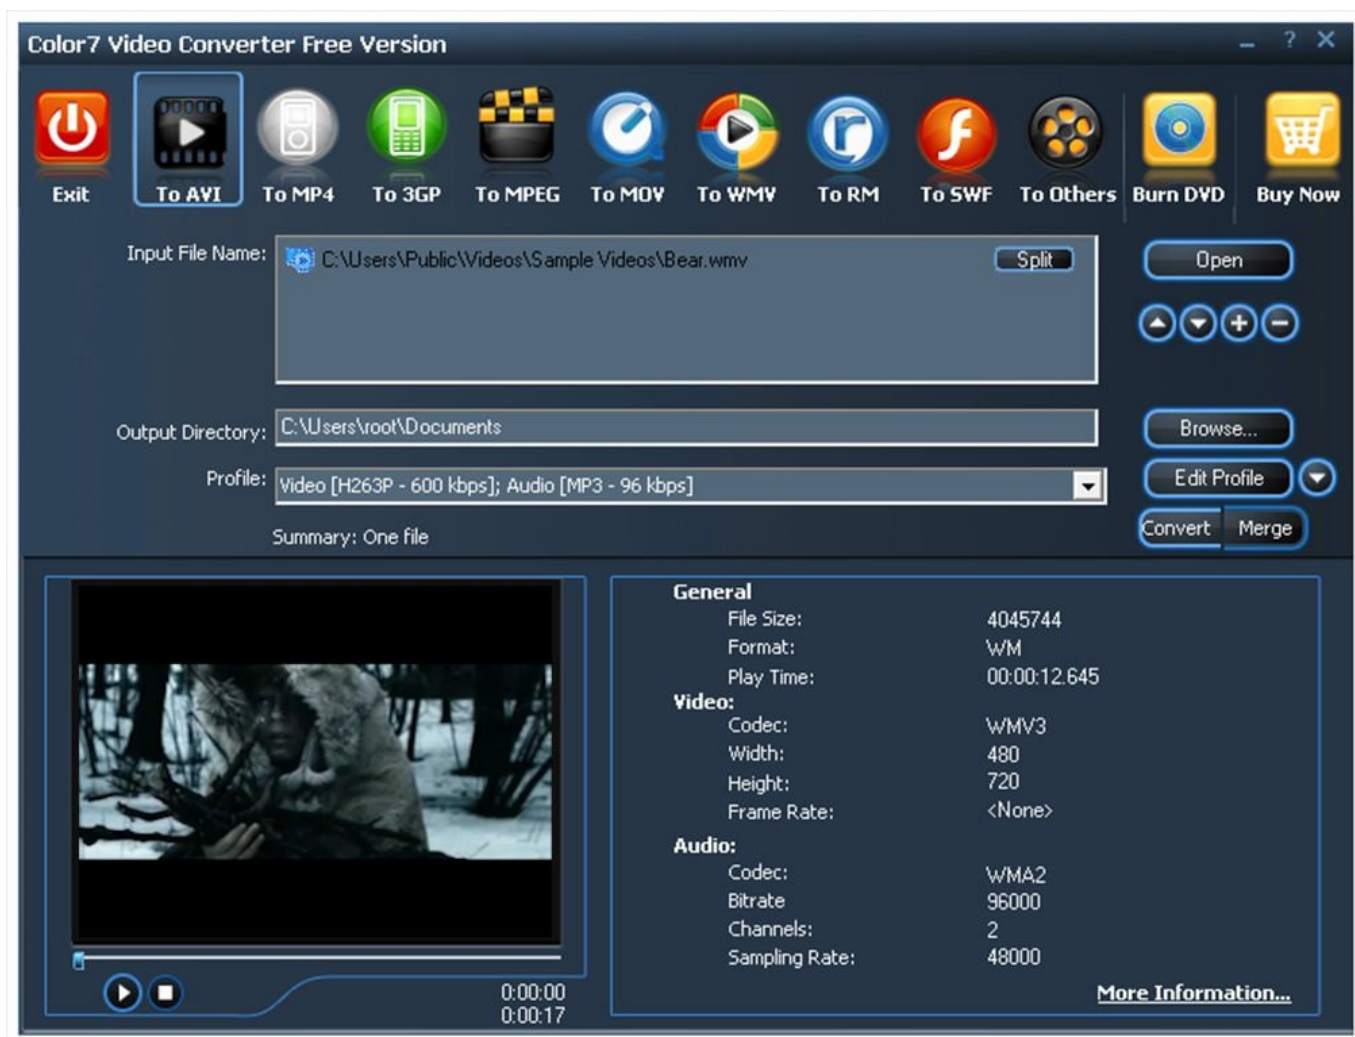 Color7 Video Converter Free Version
Exit To AVI To MP4 To 3GP To MPEG To MOV To WMV To RM To SWF To Others Burn DVD Buy Now
Input File Name: C:\Users\Public\Videos\Sample Videos\Bear.wmv Split Open
Output Directory: C:\Users\root\Documents Browse...
Profile: Video [H263P - 600 kbps]; Audio [MP3 - 96 kbps] Edit Profile
Summary: One file Convert Merge
General
File Size: 4045744
Format: WM
Play Time: 00:00:12.645
Video:
Codec: WMV3
Width: 480
Height: 720
Frame Rate: <None>
Audio:
Codec: WMA2
Bitrate 96000
Channels: 2
Sampling Rate: 48000
More Information...
0:00:00
0:00:17